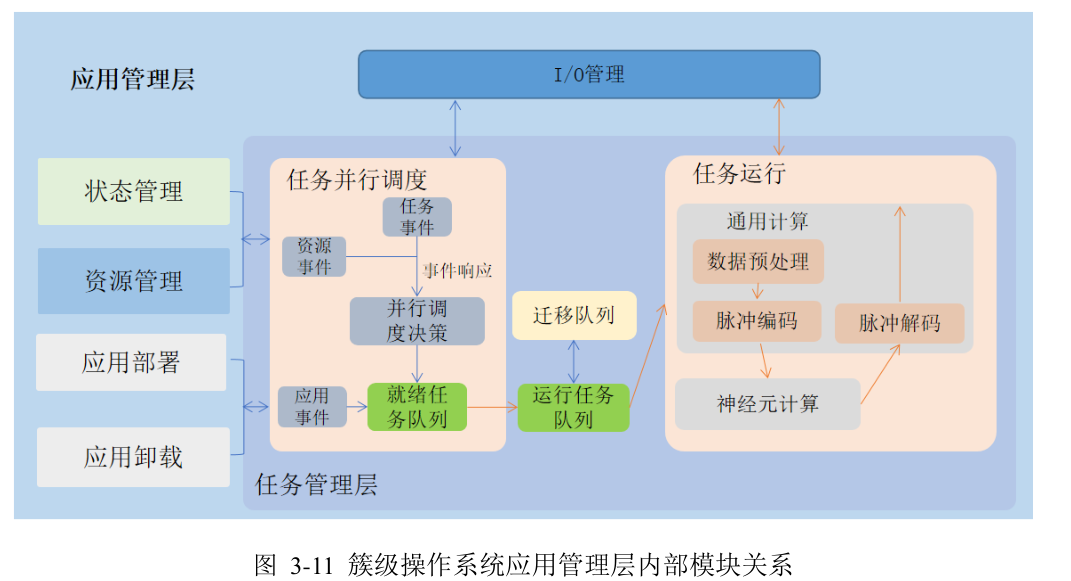 应用管理层
I/O管理
状态管理
资源管理
应用部署
应用卸载
任务并行调度
任务
事件
资源
事件
事件响应
并行调
度决策
应用
事件
就绪任
务队列
迁移队列
运行任务
队列
任务运行
通用计算
数据预处理
脉冲编码
脉冲解码
神经元计算
任务管理层
图 3-11 簇级操作系统应用管理层内部模块关系